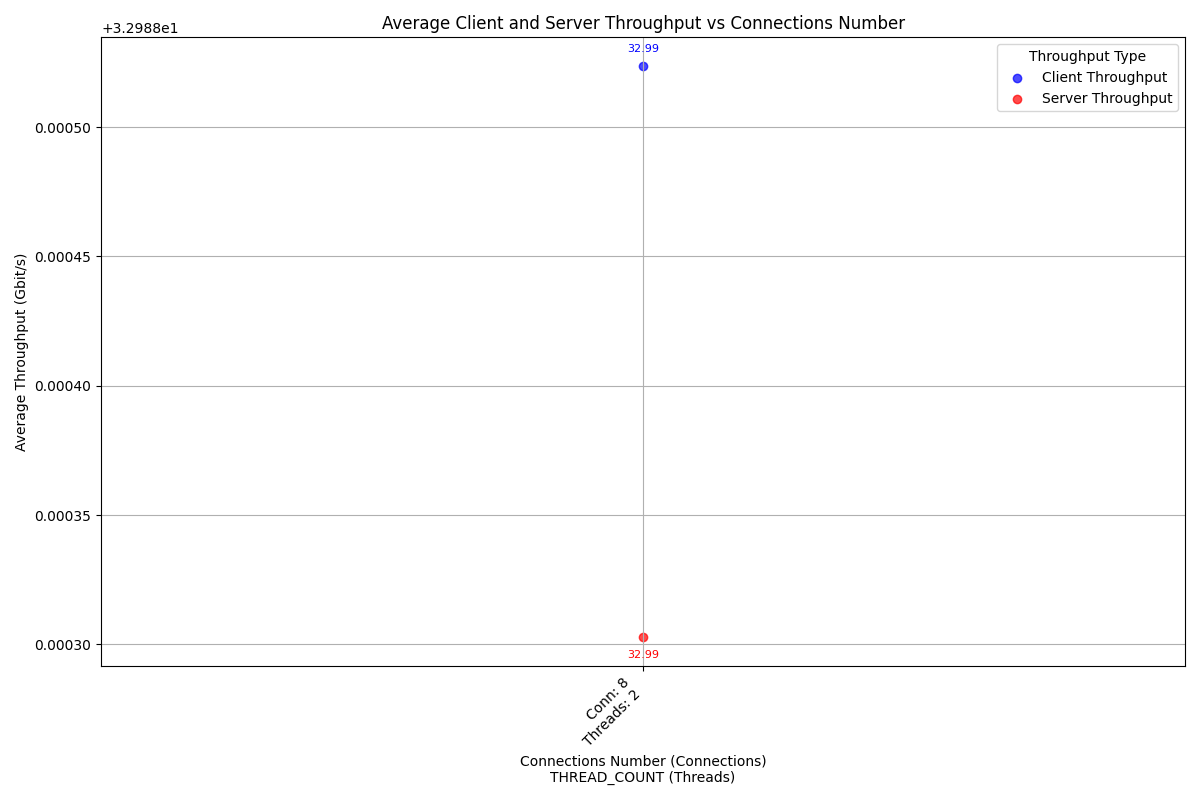 Average Client and Server Throughput vs Connections Number
+3.2988e1
32.99
Throughput Type
Client Throughput
Server Throughput
0.00050
0.00045
0.00040
0.00035
0.00030
Average Throughput (Gbit/s)
32.99
Conn: 8
Threads: 2
Connections Number (Connections)
THREAD_COUNT (Threads)